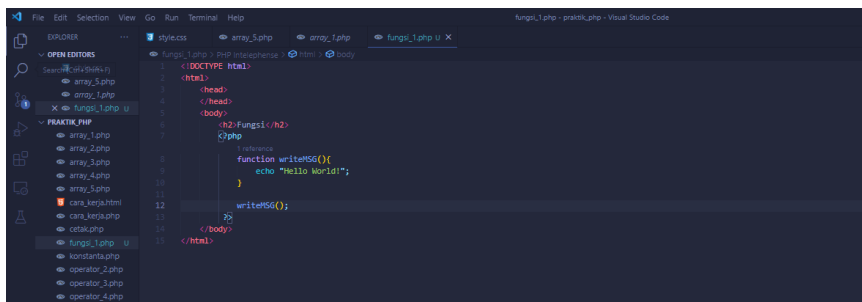 File Edit Selection View Go Run Terminal Help fungsi_1.php - praktik_php - Visual Studio Code
EXPLORER ... style.css array_5.php array_1.php fungsi_1.php U X
OPEN EDITORS fungsi_1.php > PHP Intelephense > html > body
Search (Ctrl+Shift+F)
array_5.php
array_1.php
X fungsi_1.php U
PRAKTIK_PHP
array_1.php
array_2.php
array_3.php
array_4.php
array_5.php
cara_kerja.html
cara_kerja.php
cetak.php
fungsi_1.php U
konstanta.php
operator_2.php
operator_3.php
operator_4.php
1
1 <!DOCTYPE html>
2 <html>
3 <head>
4 </head>
5 <body>
6 <h2>Fungsi</h2>
7 <?php
1 reference
8 function writeMSG(){
9 echo "Hello World!";
10 }
11
12 writeMSG();
13 ?>
14 </body>
15 </html>